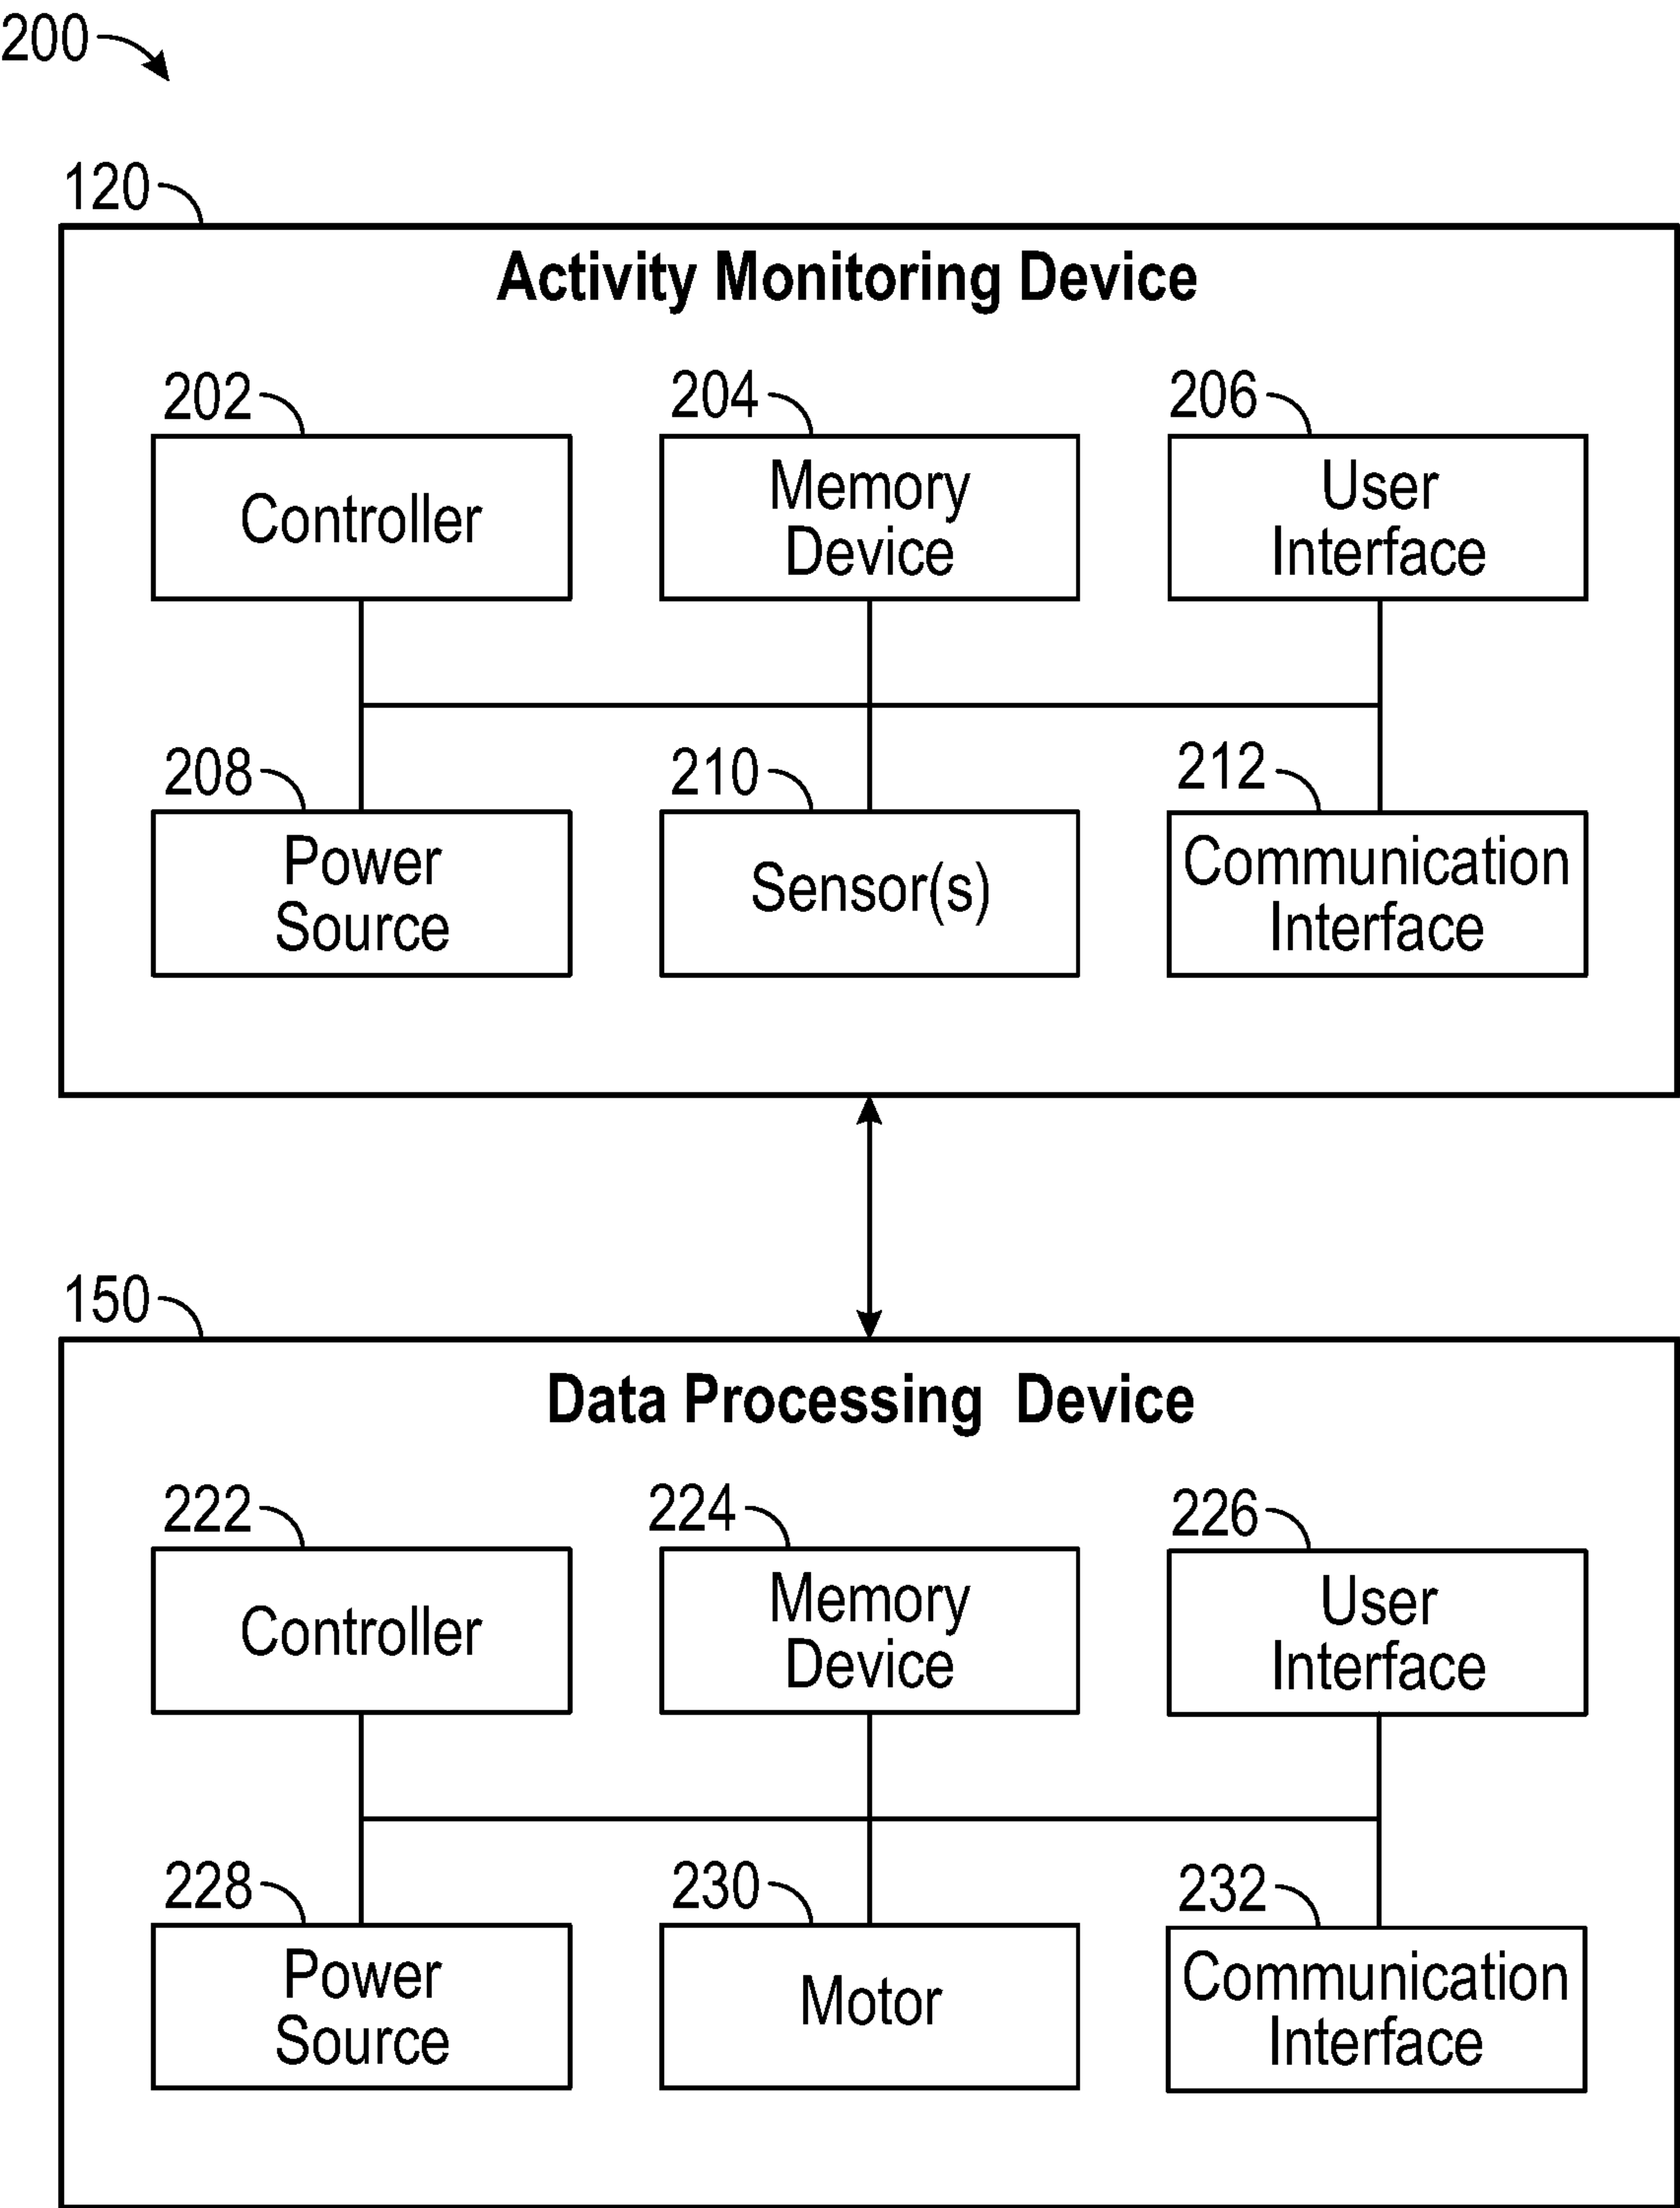 200
120
Activity Monitoring Device
202
204
206
Controller
Memory
Device
User
Interface
208
210
212
Power
Source
Sensor(s)
Communication
Interface
150
Data Processing Device
222
224
226
Controller
Memory
Device
User
Interface
228
230
232
Power
Source
Motor
Communication
Interface